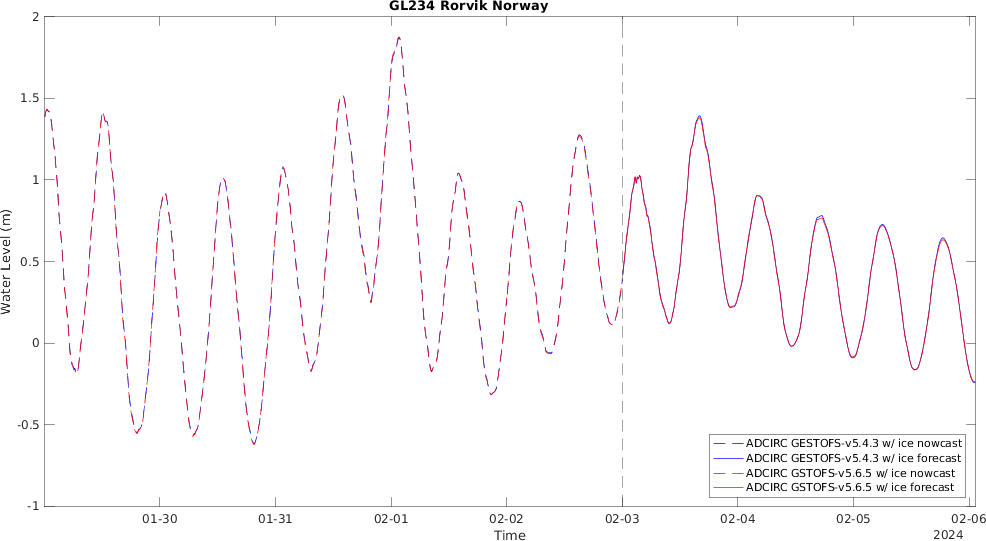 GL234 Rorvik Norway
2
1.5
1
0.5
0
-0.5
-1
Water Level (m)
01-30
01-31
02-01
02-02
02-03
02-04
02-05
02-06
Time
2024
ADCIRC GESTOFS-v5.4.3 w/ ice nowcast
ADCIRC GESTOFS-v5.4.3 w/ ice forecast
ADCIRC GSTOFS-v5.6.5 w/ ice nowcast
ADCIRC GSTOFS-v5.6.5 w/ ice forecast